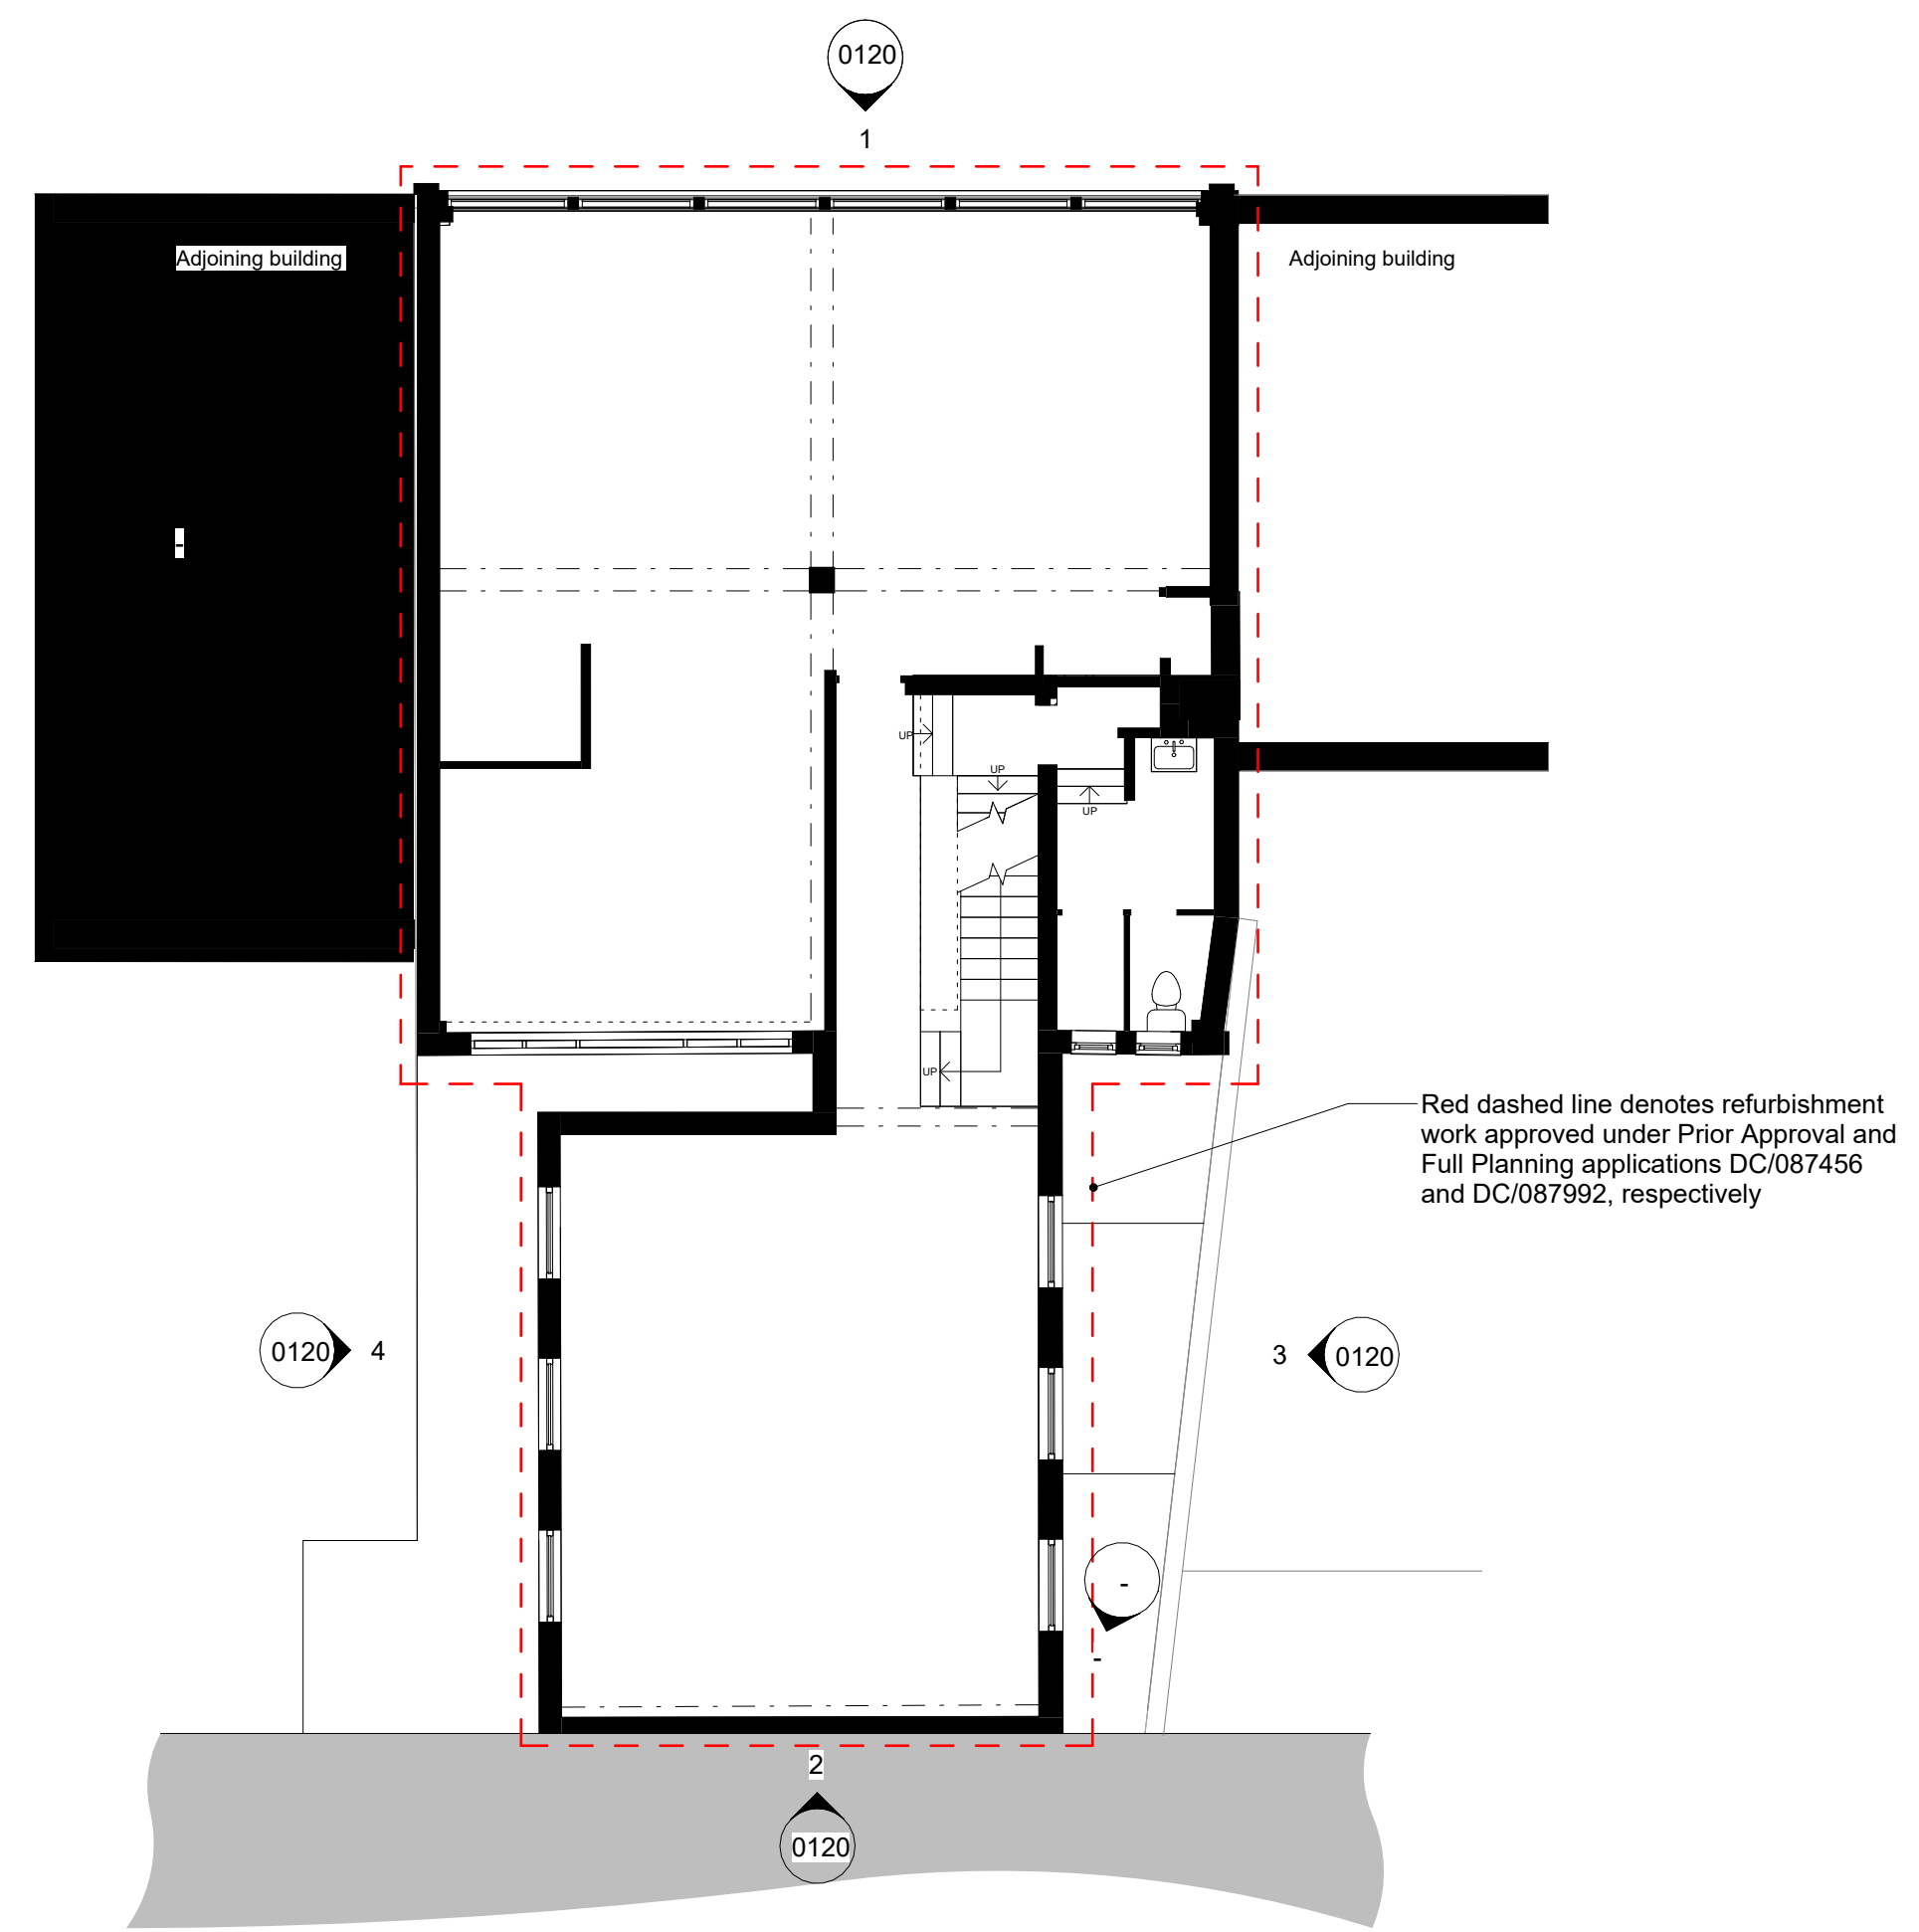 0120
1
Adjoining building
Adjoining building
-
UP
UP
UP
UP
Red dashed line denotes refurbishment
work approved under Prior Approval and
Full Planning applications DC/087456
and DC/087992, respectively
0120
4
3
0120
-
-
2
0120